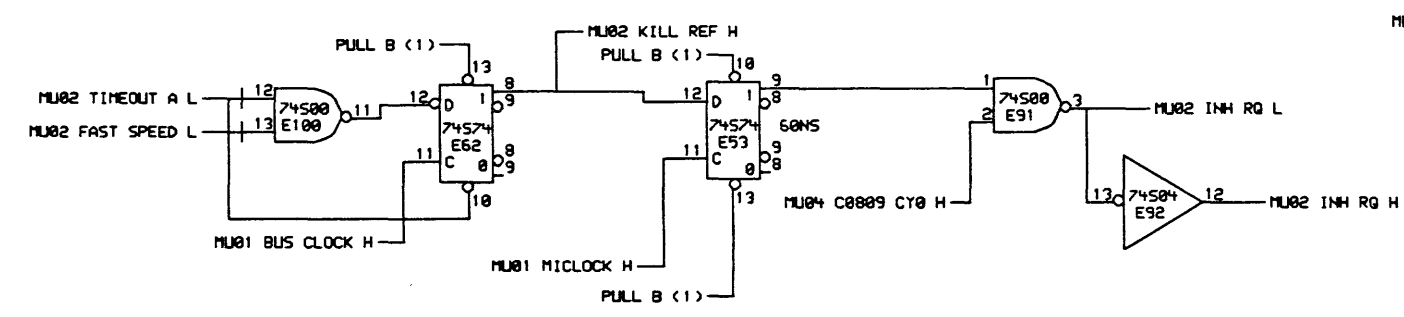 MU02 KILL REF H
PULL B (1)
13
MU02 TIMEOUT A L
12
74S00
E100
11
MU02 FAST SPEED L
13
12
D
1
8
9
74S74
E62
11
C
0
8
9
10
MU01 BUS CLOCK H
PULL B (1)
10
12
D
1
9
8
74S74
E53
60NS
11
C
0
9
8
13
MU01 MICLOCK H
PULL B (1)
1
74S00
E91
2
3
MU02 INH RQ L
MU04 C0809 CY0 H
13
74S04
E92
12
MU02 INH RQ H